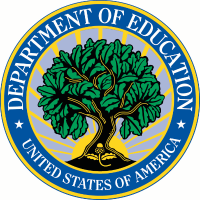 DEPARTMENT OF EDUCATION
UNITED STATES OF AMERICA